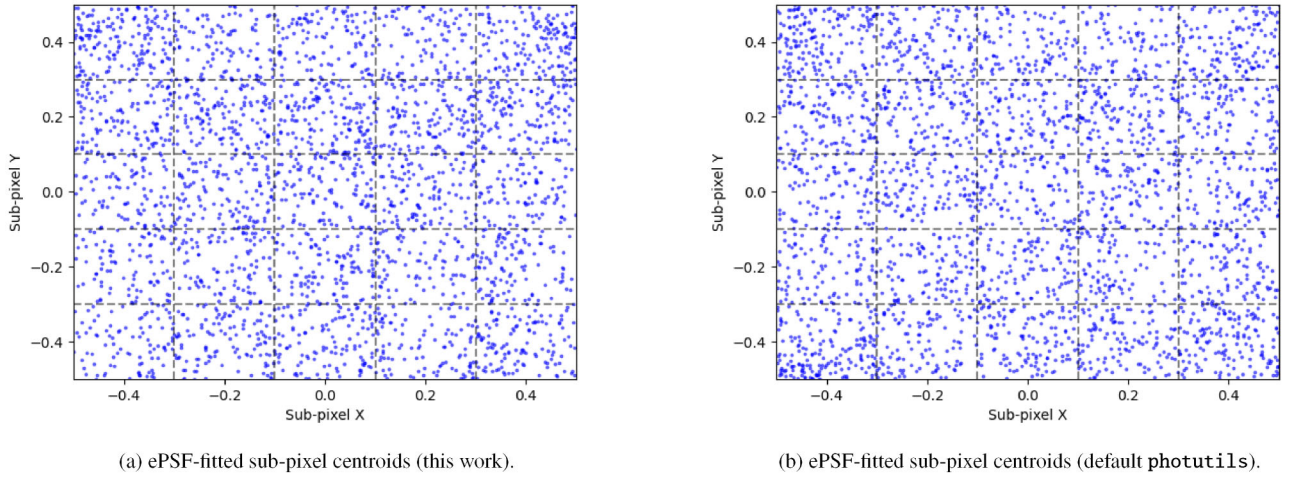 0.4
0.2
0.0
−0.2
−0.4
Sub-pixel Y
−0.4 −0.2 0.0 0.2 0.4
Sub-pixel X
(a) ePSF-fitted sub-pixel centroids (this work).
0.4
0.2
0.0
−0.2
−0.4
Sub-pixel Y
−0.4 −0.2 0.0 0.2 0.4
Sub-pixel X
(b) ePSF-fitted sub-pixel centroids (default photutils).